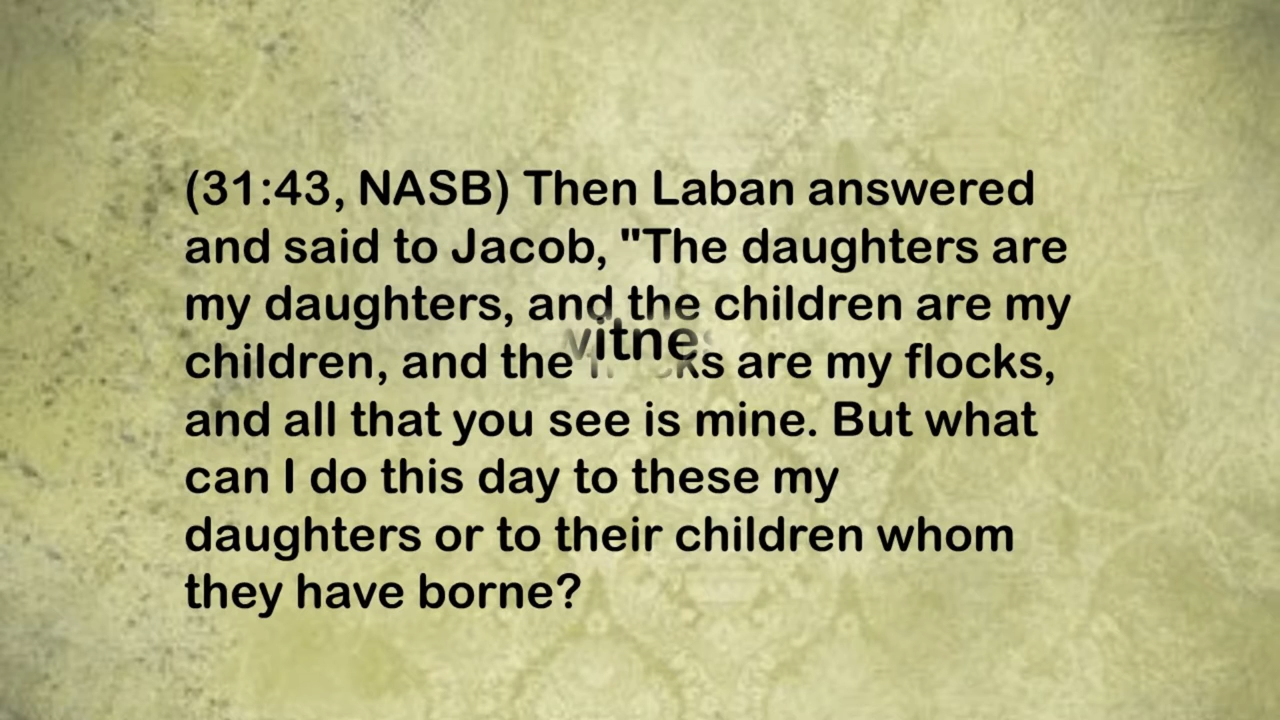 (31:43, NASB) Then Laban answered
and said to Jacob, "The daughters are
my daughters, and the children are my
children, and the are my flocks,
and all that you see is mine. But what
can I do this day to these my
daughters or to their children whom
they have borne?